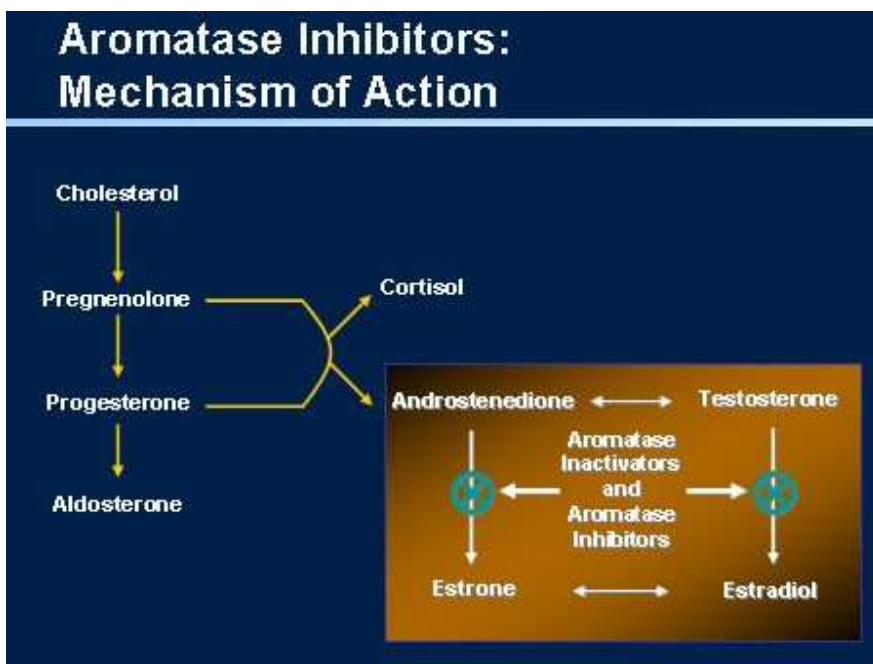 Aromatase Inhibitors:
Mechanism of Action
Cholesterol
Pregnenolone
Cortisol
Progesterone
Androstenedione
Testosterone
Aromatase
Inactivators
and
Aromatase
Inhibitors
Aldosterone
Estrone
Estradiol